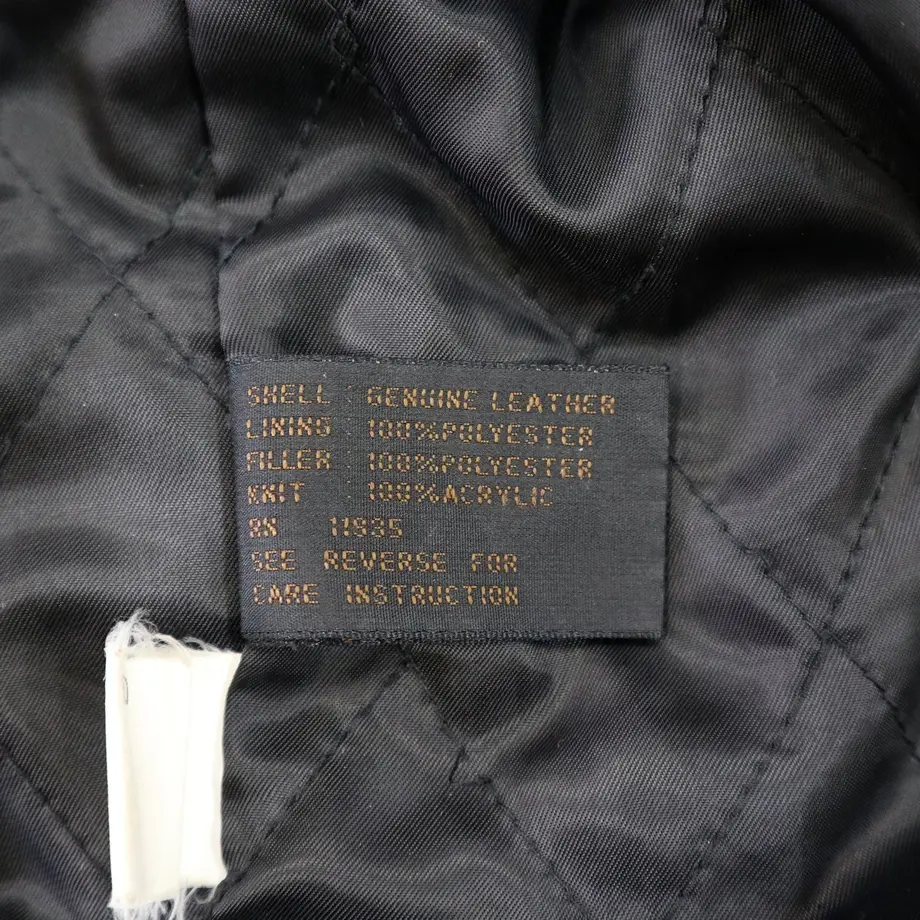 SHELL : GENUINE LEATHER
LINING : 100%POLYESTER
FILLER : 100%POLYESTER
KNIT : 100%ACRYLIC
RN 11935
SEE REVERSE FOR
CARE INSTRUCTION